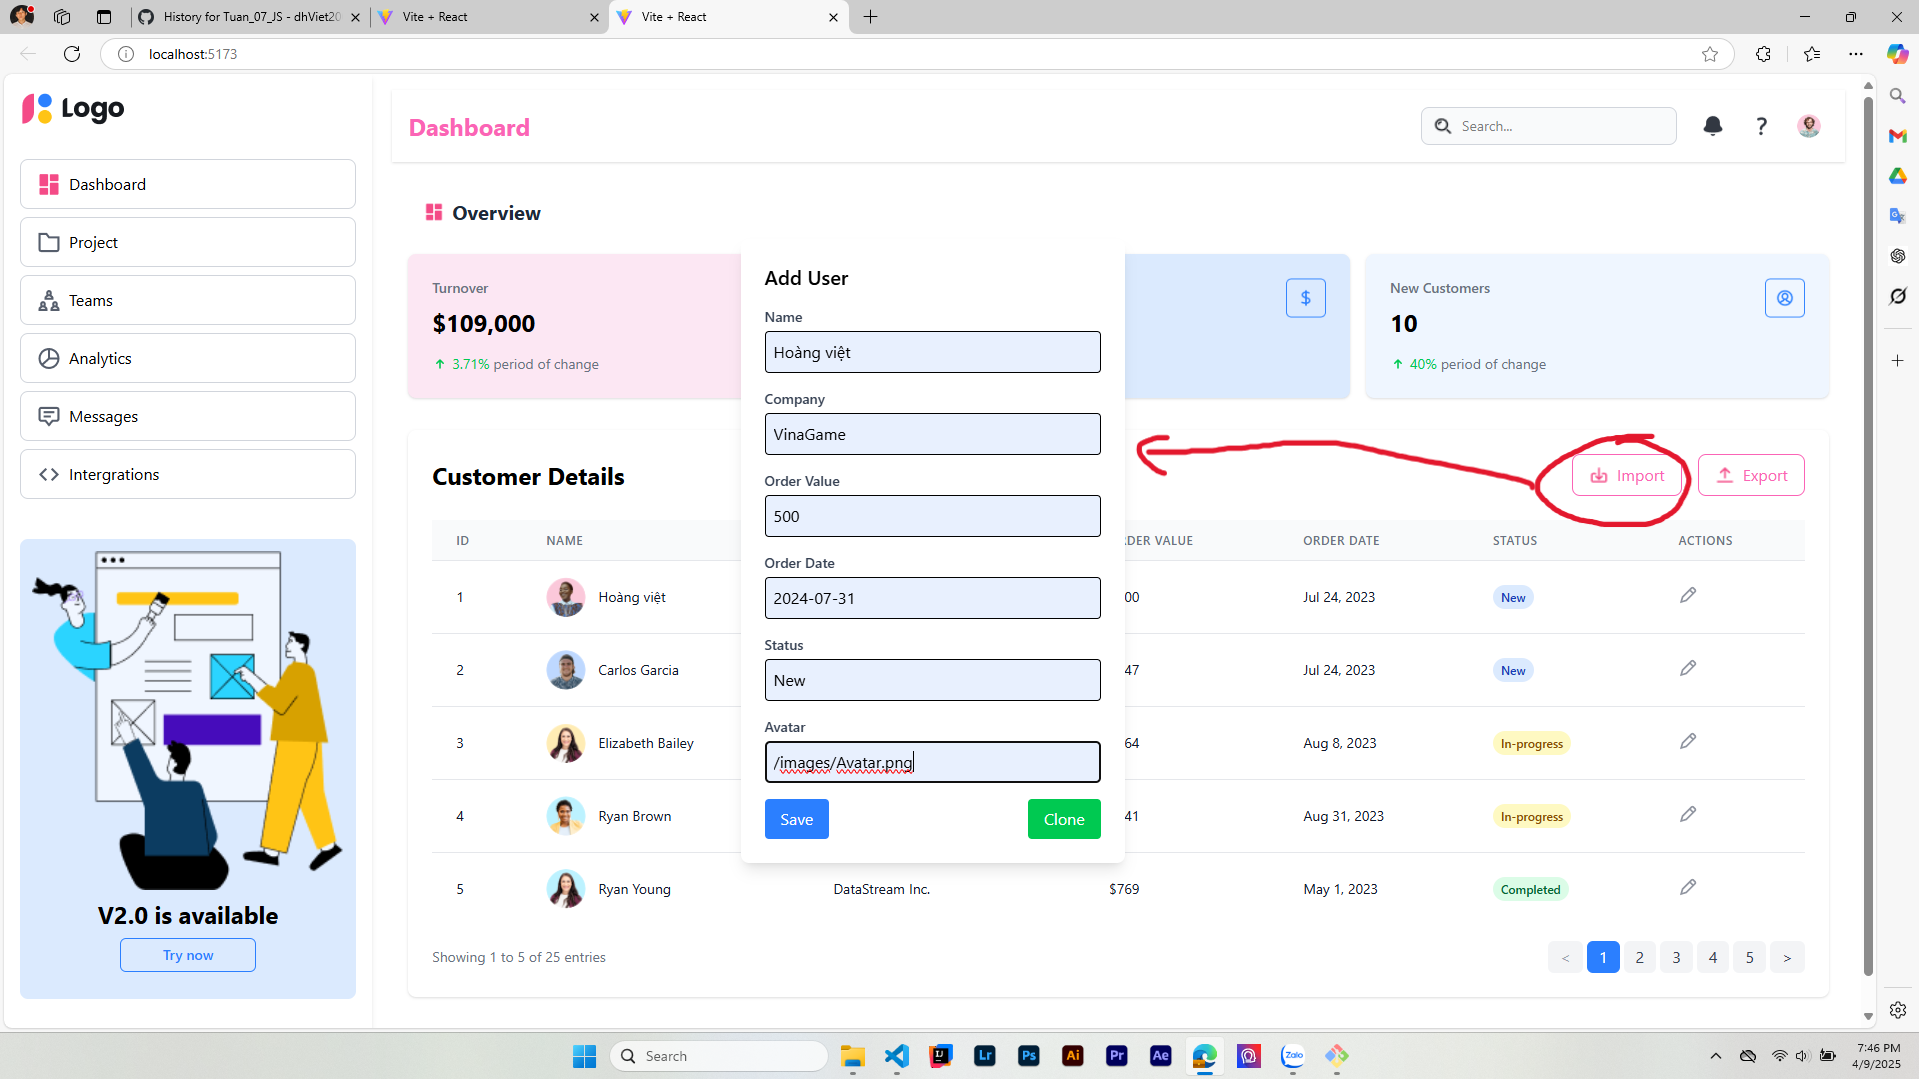 History for Tuan_07_JS - dhViet20
Vite + React
Vite + React
localhost:5173
Logo
Dashboard
Project
Teams
Analytics
Messages
Intergrations
V2.0 is available
Try now
Dashboard
Search...
?
Overview
Turnover
$109,000
3.71% period of change
$
New Customers
10
40% period of change
Add User
Name
Hoàng việt
Company
VinaGame
Order Value
500
Order Date
2024-07-31
Status
New
Avatar
/images/Avatar.png
Save
Clone
Customer Details
Import
Export
ID NAME RDER VALUE ORDER DATE STATUS ACTIONS
1 Hoàng việt 00 Jul 24, 2023 New
2 Carlos Garcia 47 Jul 24, 2023 New
3 Elizabeth Bailey 64 Aug 8, 2023 In-progress
4 Ryan Brown 41 Aug 31, 2023 In-progress
5 Ryan Young DataStream Inc. $769 May 1, 2023 Completed
Showing 1 to 5 of 25 entries
< 1 2 3 4 5 >
Search
Lr
Ps
Ai
Pr
Ae
Zalo
7:46 PM
4/9/2025